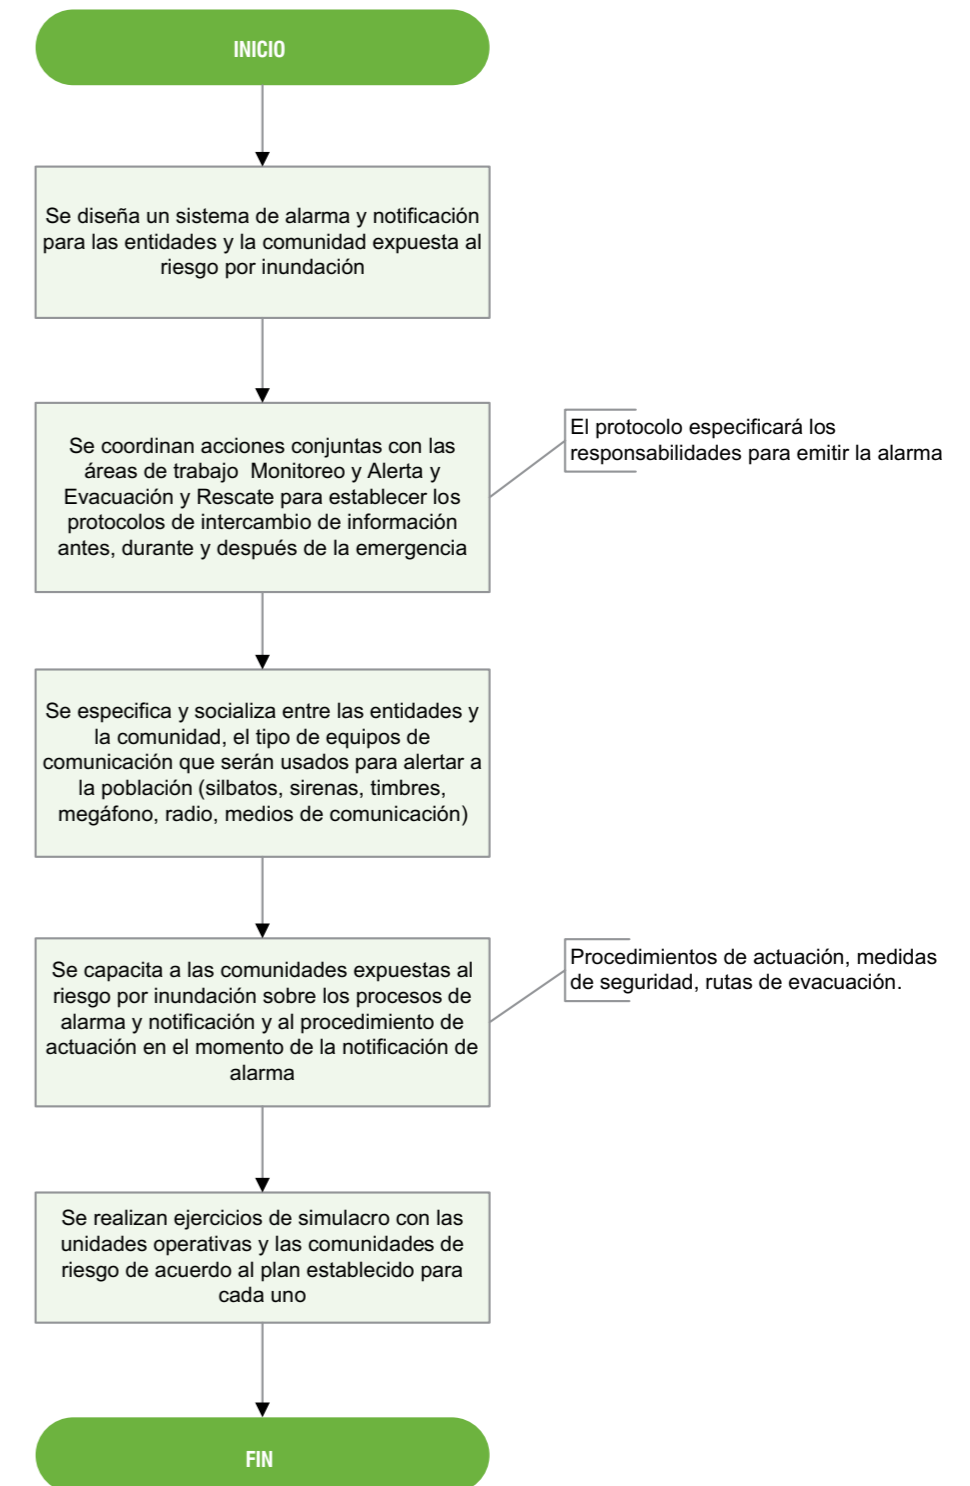 INICIO
Se diseña un sistema de alarma y notificación
para las entidades y la comunidad expuesta al
riesgo por inundación
Se coordinan acciones conjuntas con las
áreas de trabajo Monitoreo y Alerta y
Evacuación y Rescate para establecer los
protocolos de intercambio de información
antes, durante y después de la emergencia
El protocolo especificará los
responsabilidades para emitir la alarma
Se especifica y socializa entre las entidades y
la comunidad, el tipo de equipos de
comunicación que serán usados para alertar a
la población (silbatos, sirenas, timbres,
megáfono, radio, medios de comunicación)
Se capacita a las comunidades expuestas al
riesgo por inundación sobre los procesos de
alarma y notificación y al procedimiento de
actuación en el momento de la notificación de
alarma
Procedimientos de actuación, medidas
de seguridad, rutas de evacuación.
Se realizan ejercicios de simulacro con las
unidades operativas y las comunidades de
riesgo de acuerdo al plan establecido para
cada uno
FIN